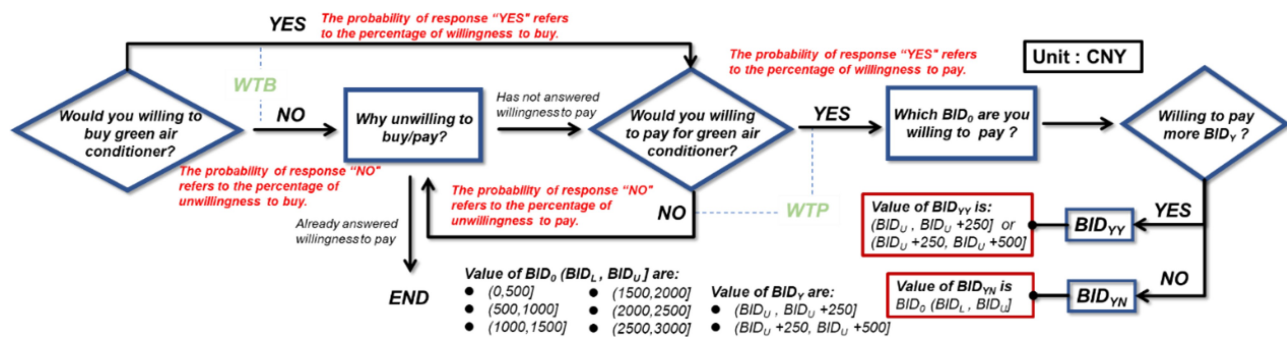 YES
The probability of response “YES" refers
to the percentage of willingness to buy.
The probability of response “YES" refers
to the percentage of willingness to pay.
Unit : CNY
WTB
Would you willing to
buy green air
conditioner?
NO
Why unwilling to
buy/pay?
Has not answered
willingness to pay
Would you willing
to pay for green air
conditioner?
YES
Which BID₀ are you
willing to pay ?
Willing to pay
more BIDY ?
The probability of response “NO"
refers to the percentage of
unwillingness to buy.
The probability of response “NO"
refers to the percentage of
unwillingness to pay.
NO
WTP
Already answered
willingness to pay
END
Value of BIDYY is:
(BIDU , BIDU +250] or
(BIDU +250, BIDU +500]
BIDYY
YES
Value of BIDYN is
BID₀ (BIDL , BIDU]
BIDYN
NO
Value of BID₀ (BIDL , BIDU ] are:
● (0,500]
● (500,1000]
● (1000,1500]
● (1500,2000]
● (2000,2500]
● (2500,3000]
Value of BIDY are:
● (BIDU , BIDU +250]
● (BIDU +250, BIDU +500]